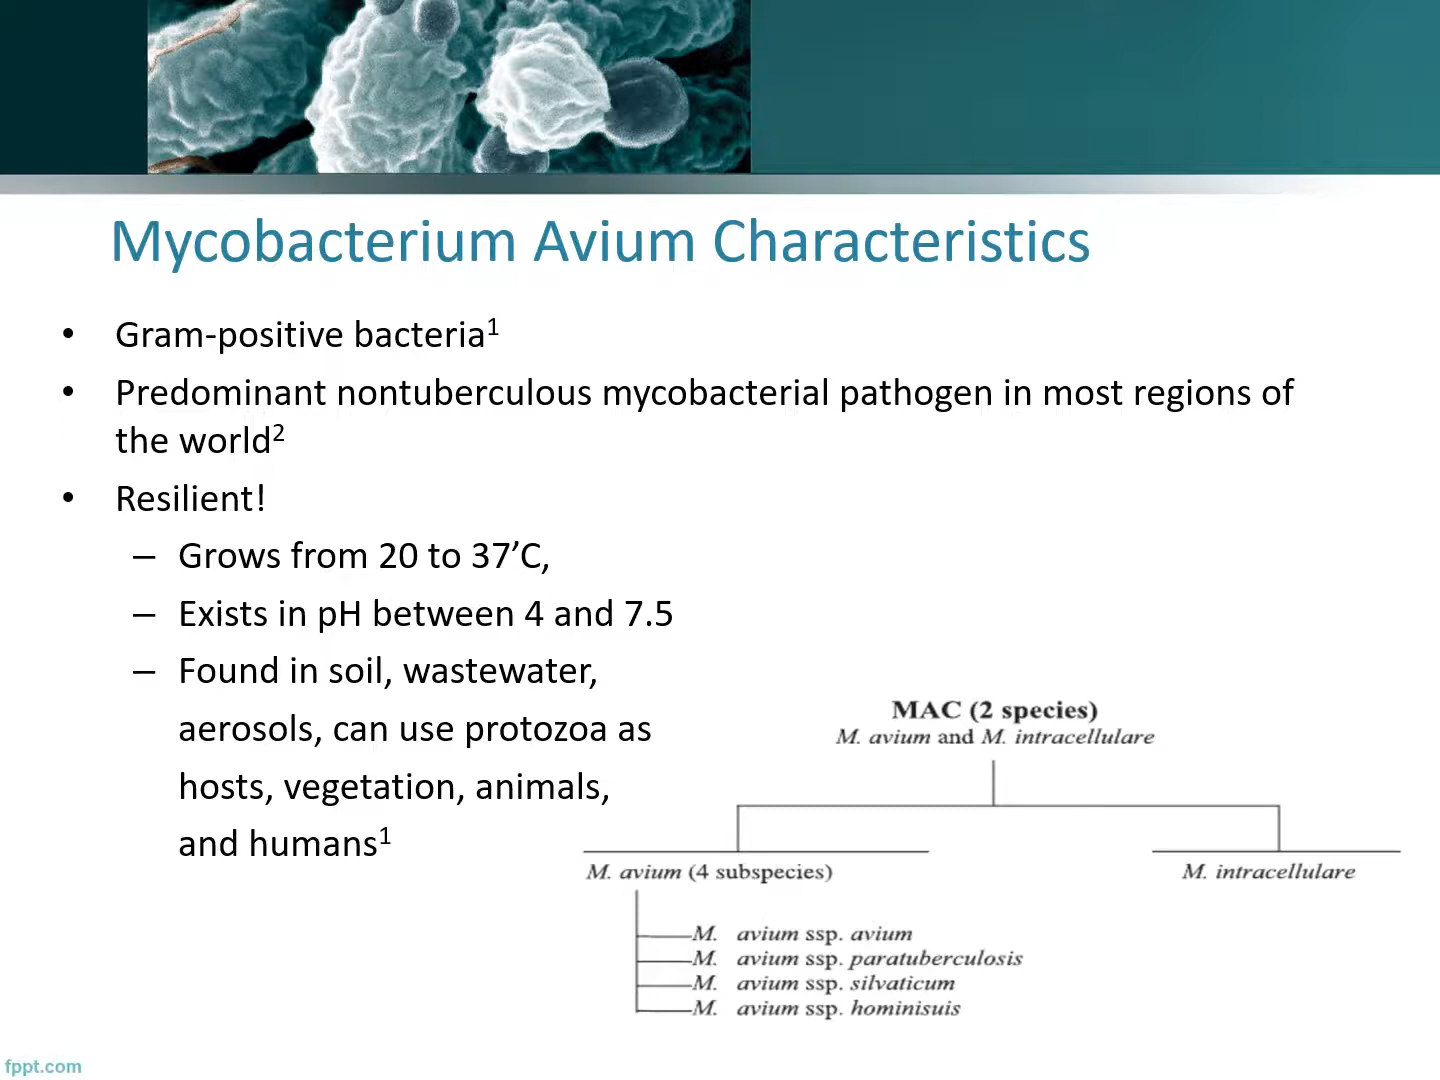 Mycobacterium Avium Characteristics
• Gram-positive bacteria¹
• Predominant nontuberculous mycobacterial pathogen in most regions of
the world²
• Resilient!
– Grows from 20 to 37’C,
– Exists in pH between 4 and 7.5
– Found in soil, wastewater,
aerosols, can use protozoa as
hosts, vegetation, animals,
and humans¹
MAC (2 species)
M. avium and M. intracellulare
M. avium (4 subspecies)
M. intracellulare
M. avium ssp. avium
M. avium ssp. paratuberculosis
M. avium ssp. silvaticum
M. avium ssp. hominisuis
fppt.com